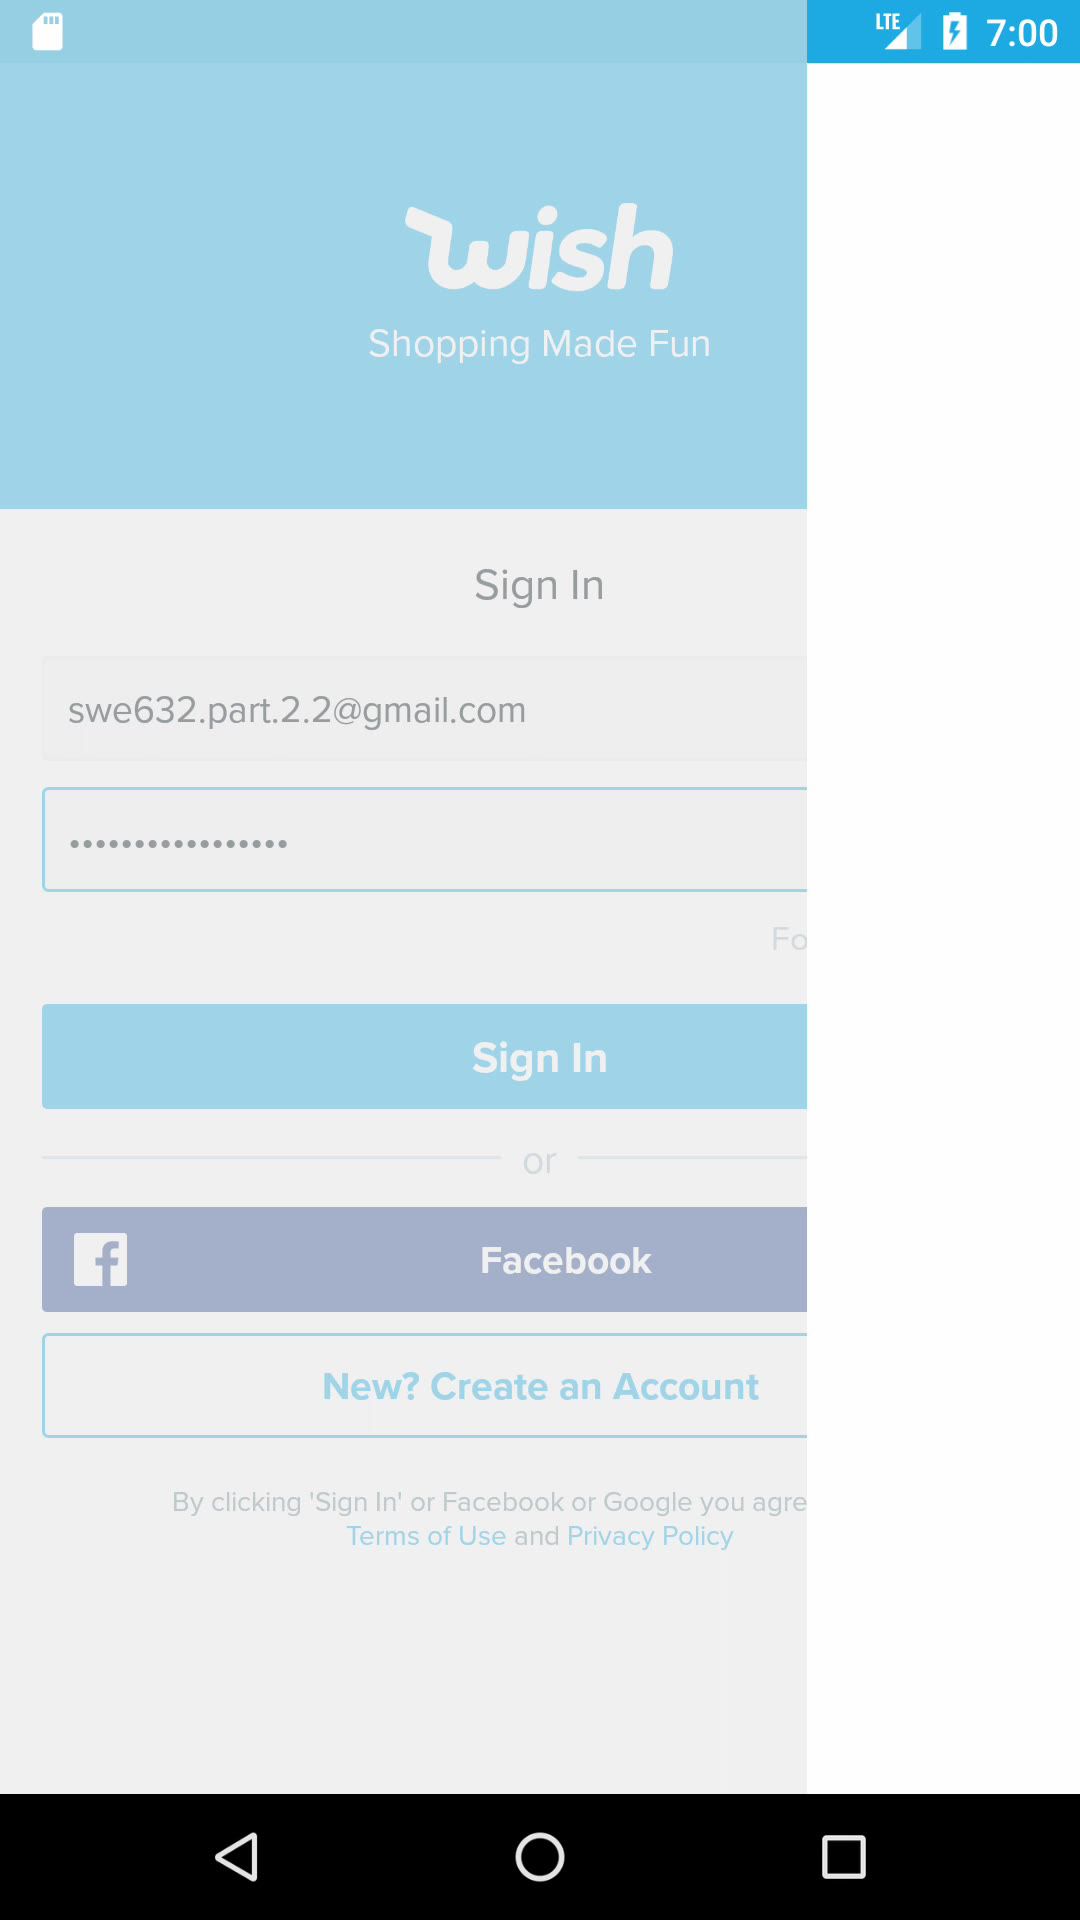 LTE 7:00
wish
Shopping Made Fun
Sign In
swe632.part.2.2@gmail.com
•••••••••••••••••
Fo
Sign In
or
Facebook
New? Create an Account
By clicking 'Sign In' or Facebook or Google you agre
Terms of Use and Privacy Policy